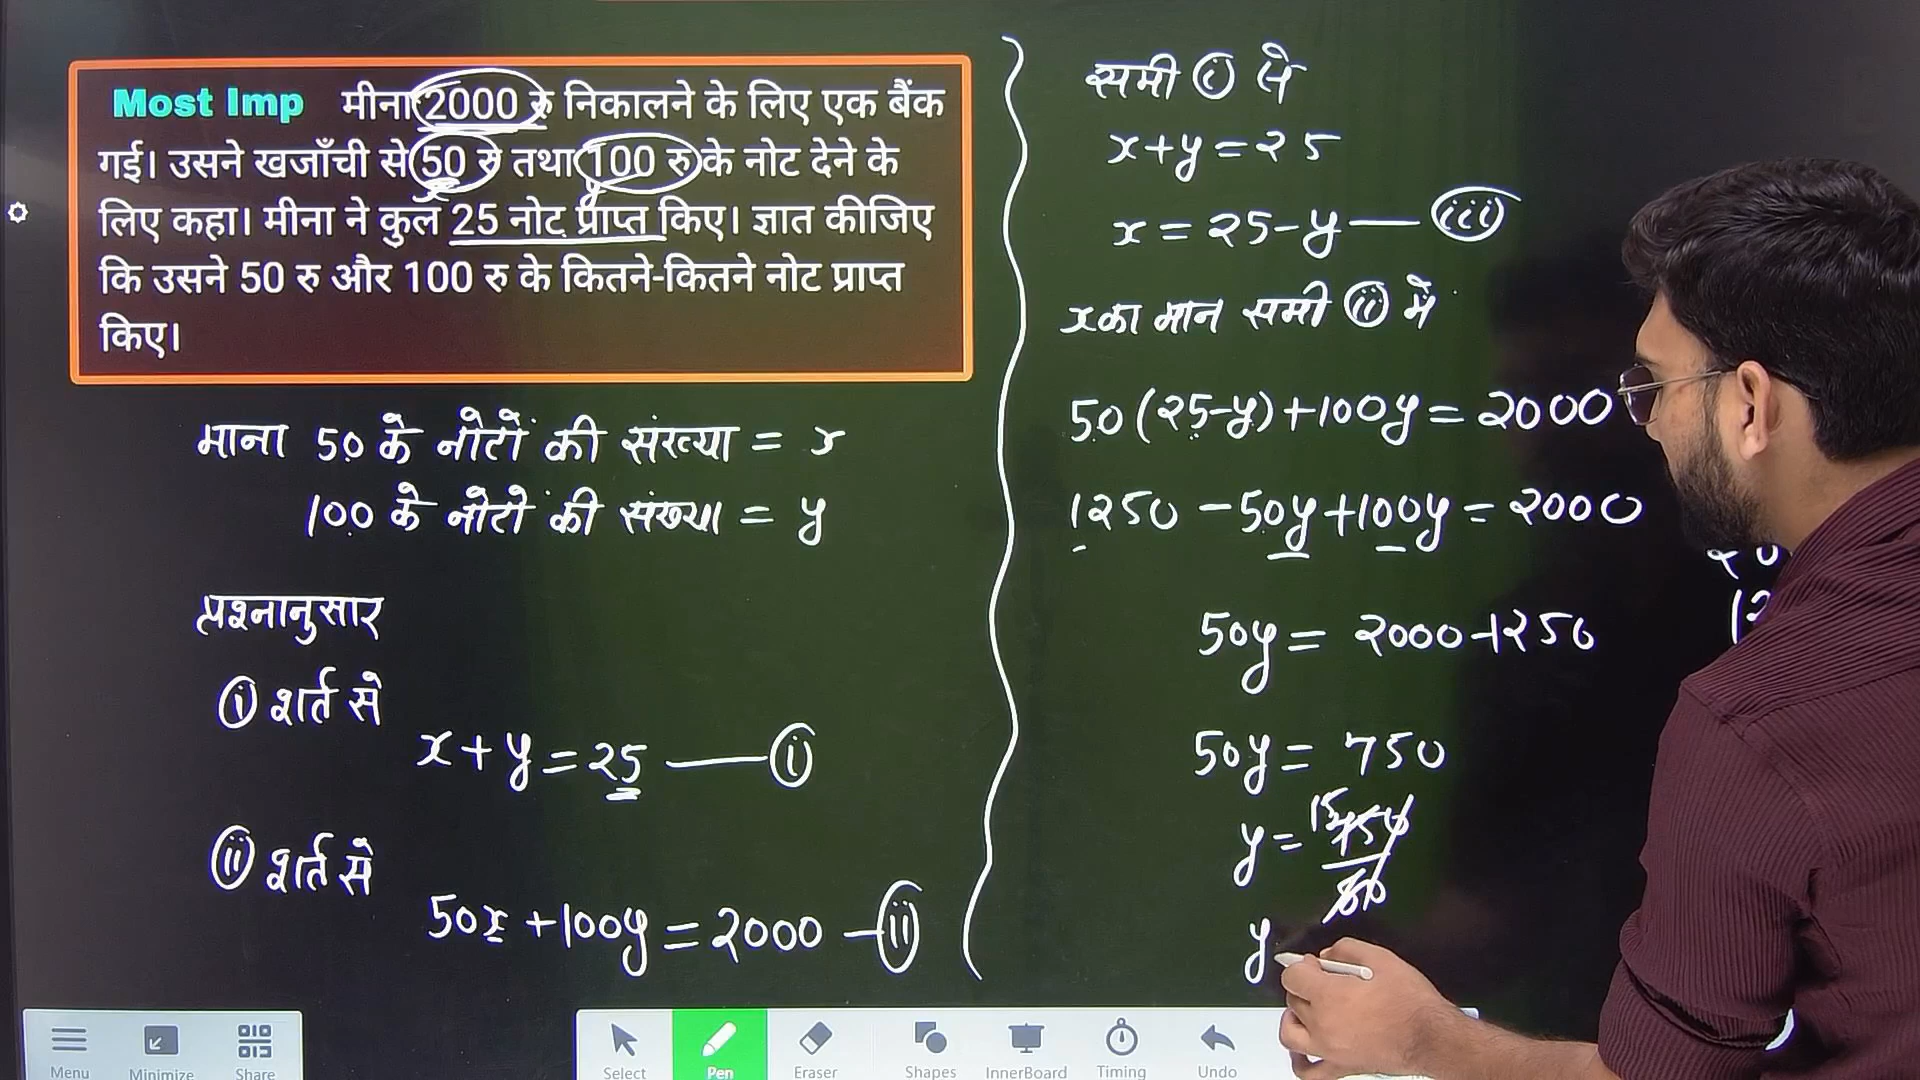 Most Imp मीना 2000 रु निकालने के लिए एक बैंक
गई। उसने खजाँची से 50 रु तथा 100 रु के नोट देने के
लिए कहा। मीना ने कुल 25 नोट प्राप्त किए। ज्ञात कीजिए
कि उसने 50 रु और 100 रु के कितने-कितने नोट प्राप्त
किए।
x
y
माना 50 के नोटों की संख्या = x
100 के नोटों की संख्या = y
प्रश्नानुसार
(i) शर्त से
x + y = 25 — (i)
(ii) शर्त से
50x + 100y = 2000 — (ii)
समी (i) से
x + y = 25
x = 25 - y — (iii)
x का मान समी (ii) में
50 (25-y) + 100y = 2000
1250 - 50y + 100y = 2000
50y = 2000 - 1250
50y = 750
y = 15 750/50
y
Menu
Minimize
Share
Select
Pen
Eraser
Shapes
InnerBoard
Timing
Undo